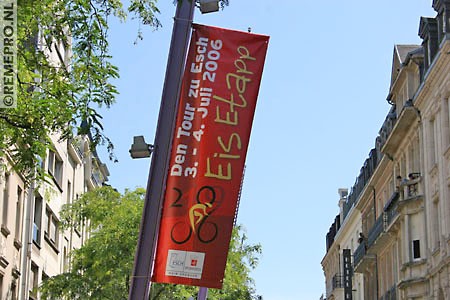 ©REMEPRO.NL
Den Tour zu Esch
3. - 4. Juli 2006
Eis Etapp